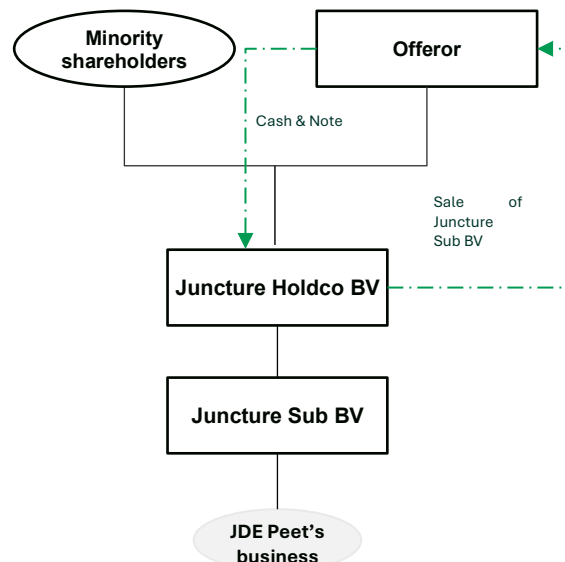 Minority
shareholders
Offeror
Cash & Note
Sale of
Juncture
Sub BV
Juncture Holdco BV
Juncture Sub BV
JDE Peet’s
business